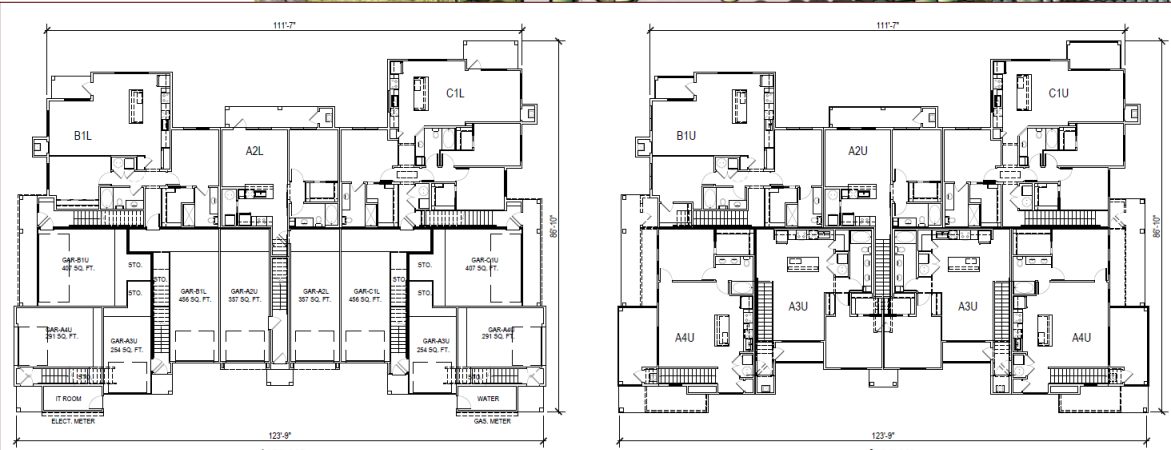 111'-7"
C1L
B1L
A2L
86'-10"
GAR-B1U
407 SQ. FT.
STO.
STO.
GAR-C1U
407 SQ. FT.
STO.
STO.
STO.
STO.
GAR-B1L
456 SQ. FT.
GAR-A2U
357 SQ. FT.
GAR-A2L
357 SQ. FT.
GAR-C1L
456 SQ. FT.
GAR-A4U
291 SQ. FT.
GAR-A3U
254 SQ. FT.
GAR-A3U
254 SQ. FT.
GAR-A4U
291 SQ. FT.
STO.
STO.
IT ROOM
WATER
ELECT. METER
GAS. METER
123'-9"
111'-7"
C1U
B1U
A2U
86'-10"
A3U
A3U
A4U
A4U
123'-9"